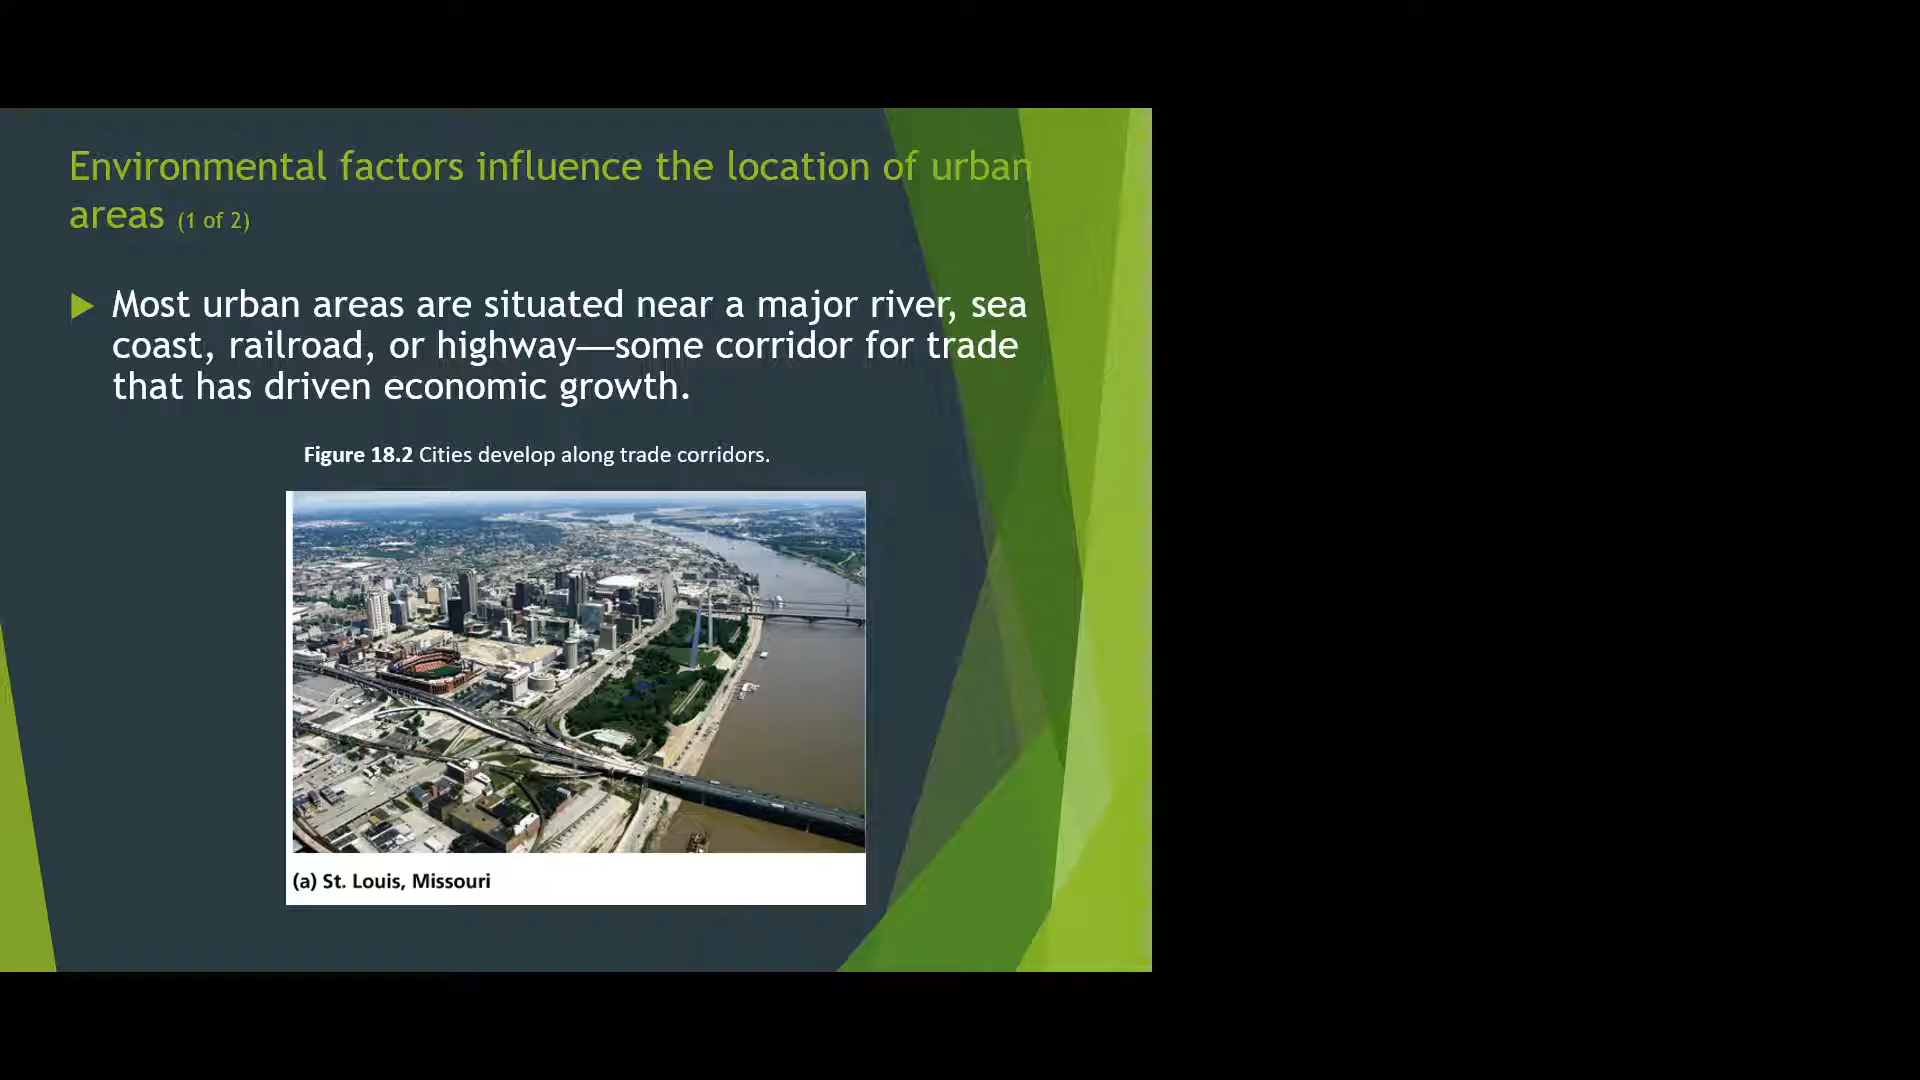 Environmental factors influence the location of urban
areas (1 of 2)
Most urban areas are situated near a major river, sea
coast, railroad, or highway—some corridor for trade
that has driven economic growth.
Figure 18.2 Cities develop along trade corridors.
(a) St. Louis, Missouri